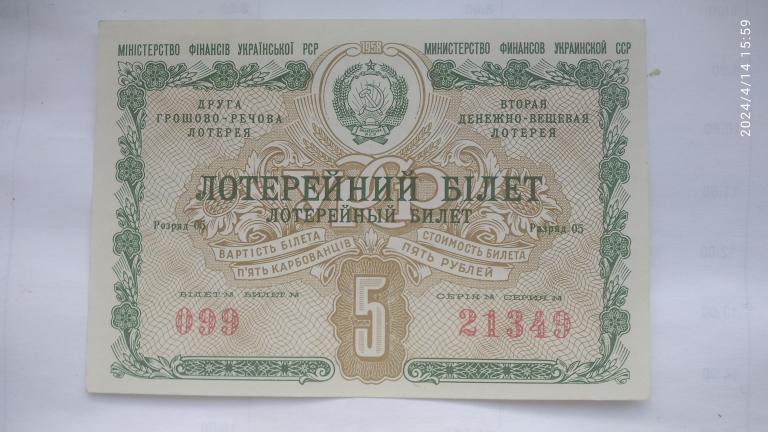 1958
МІНІСТЕРСТВО ФІНАНСІВ УКРАЇНСЬКОЇ РСР
МИНИСТЕРСТВО ФИНАНСОВ УКРАИНСКОЙ ССР
ДРУГА
ГРОШОВО-РЕЧОВА
ЛОТЕРЕЯ
ВТОРАЯ
ДЕНЕЖНО-ВЕЩЕВАЯ
ЛОТЕРЕЯ
ЛОТЕРЕЙНИЙ БІЛЕТ
ЛОТЕРЕЙНЫЙ БИЛЕТ
Розряд 05
Разряд 05
ВАРТІСТЬ БІЛЕТА
П'ЯТЬ КАРБОВАНЦІВ
СТОИМОСТЬ БИЛЕТА
ПЯТЬ РУБЛЕЙ
БІЛЕТ № БИЛЕТ №
099
5
СЕРІЯ № СЕРИЯ №
21349
2024/4/14 15:59